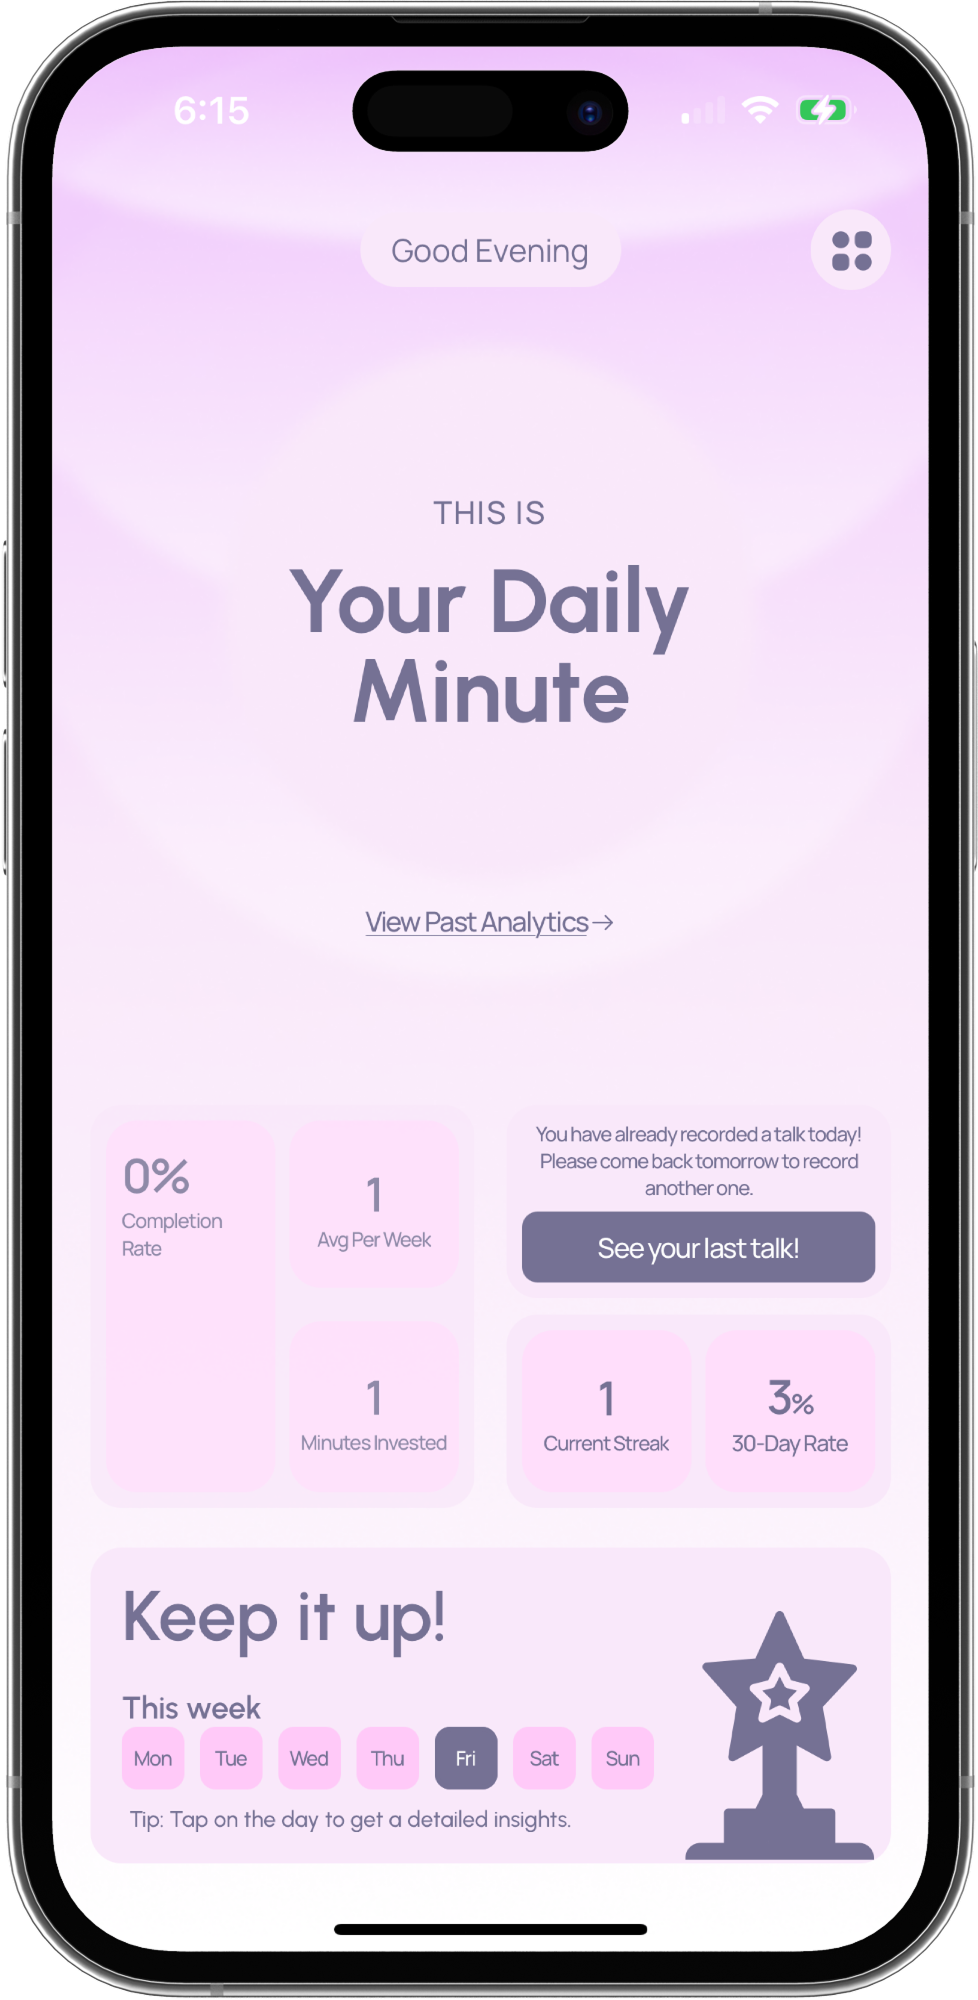 6:15
Good Evening
THIS IS
Your Daily
Minute
View Past Analytics→
0%
Completion
Rate
1
Avg Per Week
1
Minutes Invested
You have already recorded a talk today!
Please come back tomorrow to record
another one.
See your last talk!
1
Current Streak
3%
30-Day Rate
Keep it up!
This week
Mon Tue Wed Thu Fri Sat Sun
Tip: Tap on the day to get a detailed insights.